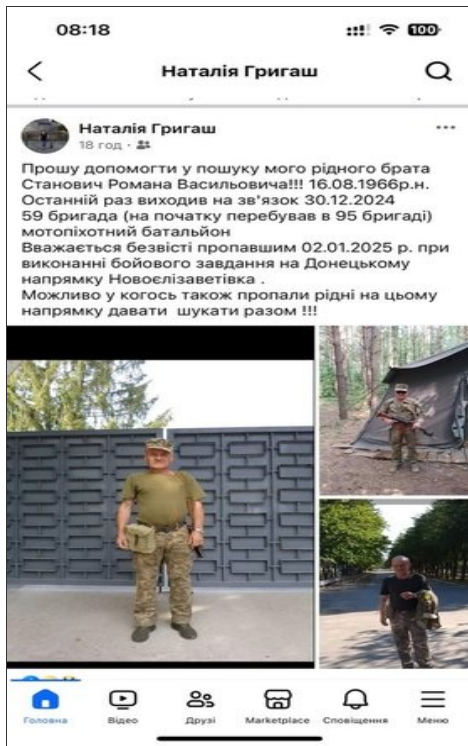 08:18
100
Наталія Григаш
Наталія Григаш
18 год ·
Прошу допомогти у пошуку мого рідного брата
Станович Романа Васильовича!!! 16.08.1966р.н.
Останній раз виходив на зв'язок 30.12.2024
59 бригада (на початку перебував в 95 бригаді)
мотопіхотний батальйон
Вважається безвісті пропавшим 02.01.2025 р. при
виконанні бойового завдання на Донецькому
напрямку Новоєлізаветівка .
Можливо у когось також пропали рідні на цьому
напрямку давати шукати разом !!!
Головна Відео Друзі Marketplace Сповіщення Меню